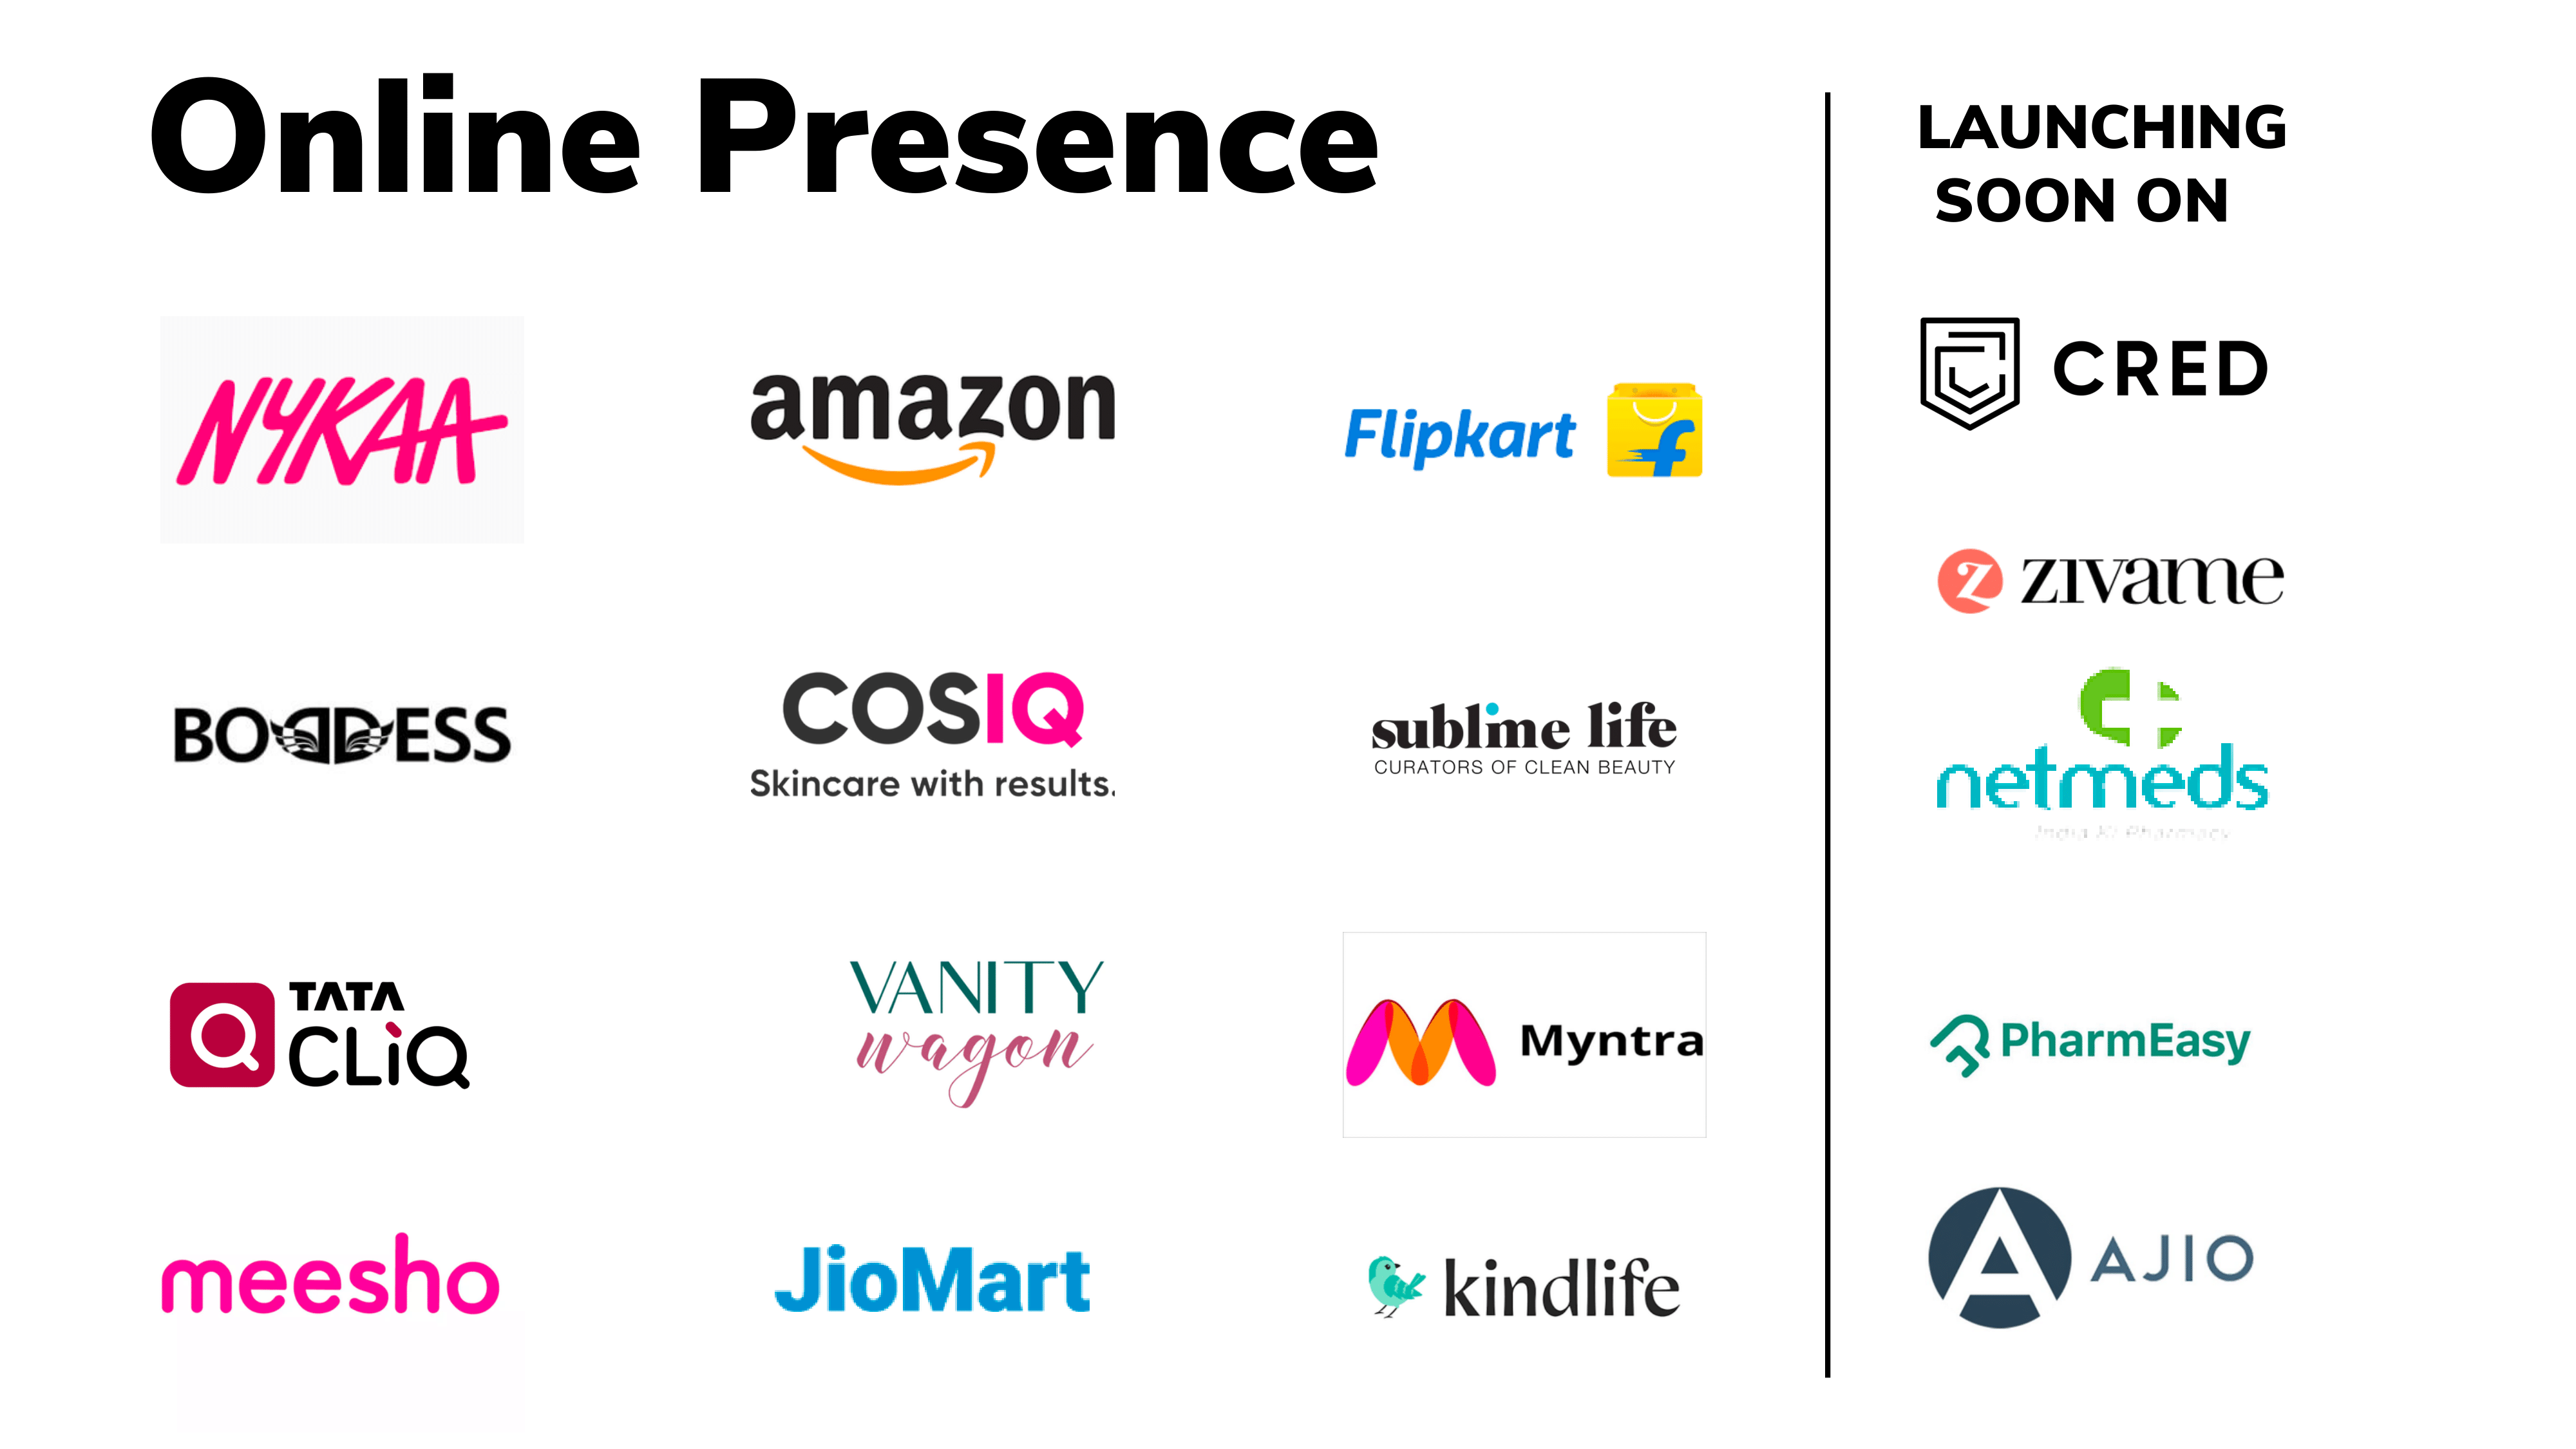 Online Presence
NYKAA
amazon
Flipkart
BODDESS
COSIQ
Skincare with results.
sublime life
CURATORS OF CLEAN BEAUTY
TATA
CLiQ
VANITY
wagon
Myntra
meesho
JioMart
kindlife
LAUNCHING
SOON ON
CRED
zivame
netmeds
PharmEasy
AJIO